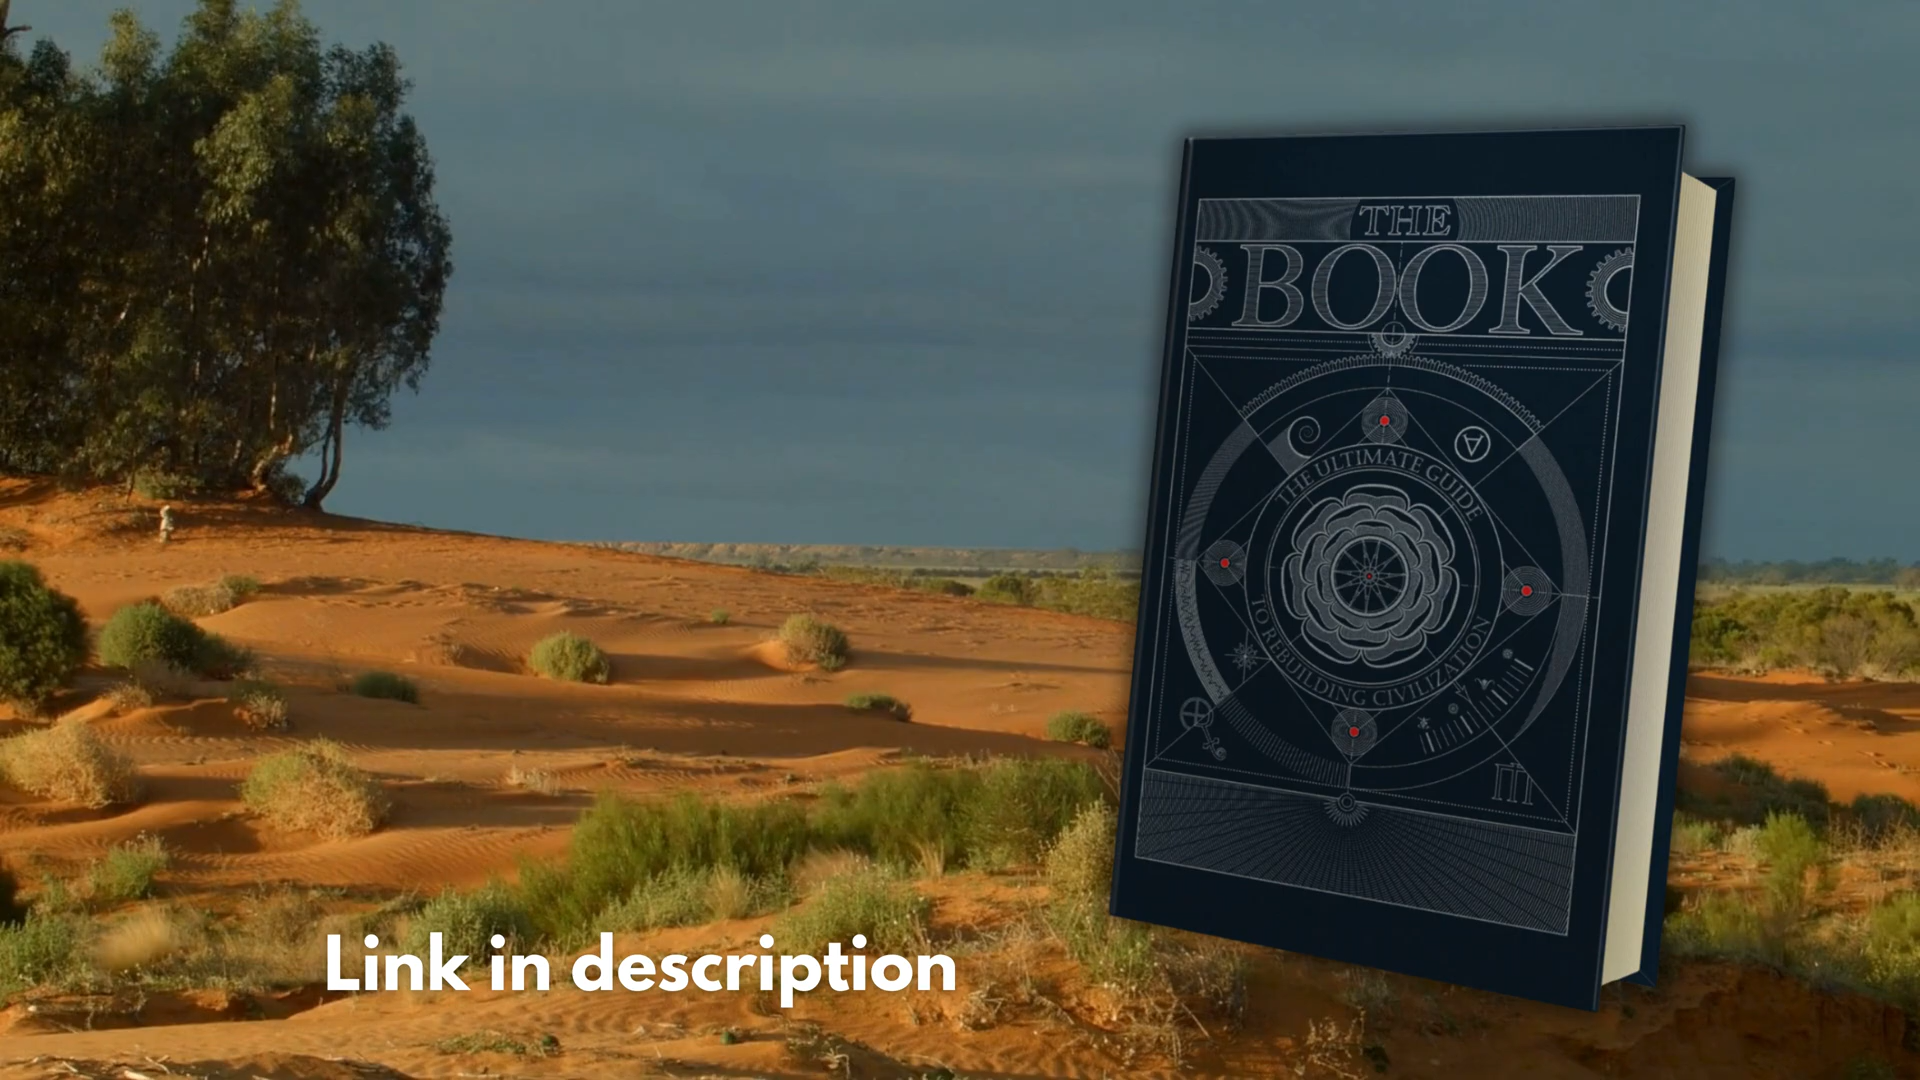 THE
BOOK
THE ULTIMATE GUIDE
TO REBUILDING CIVILIZATION
Link in description